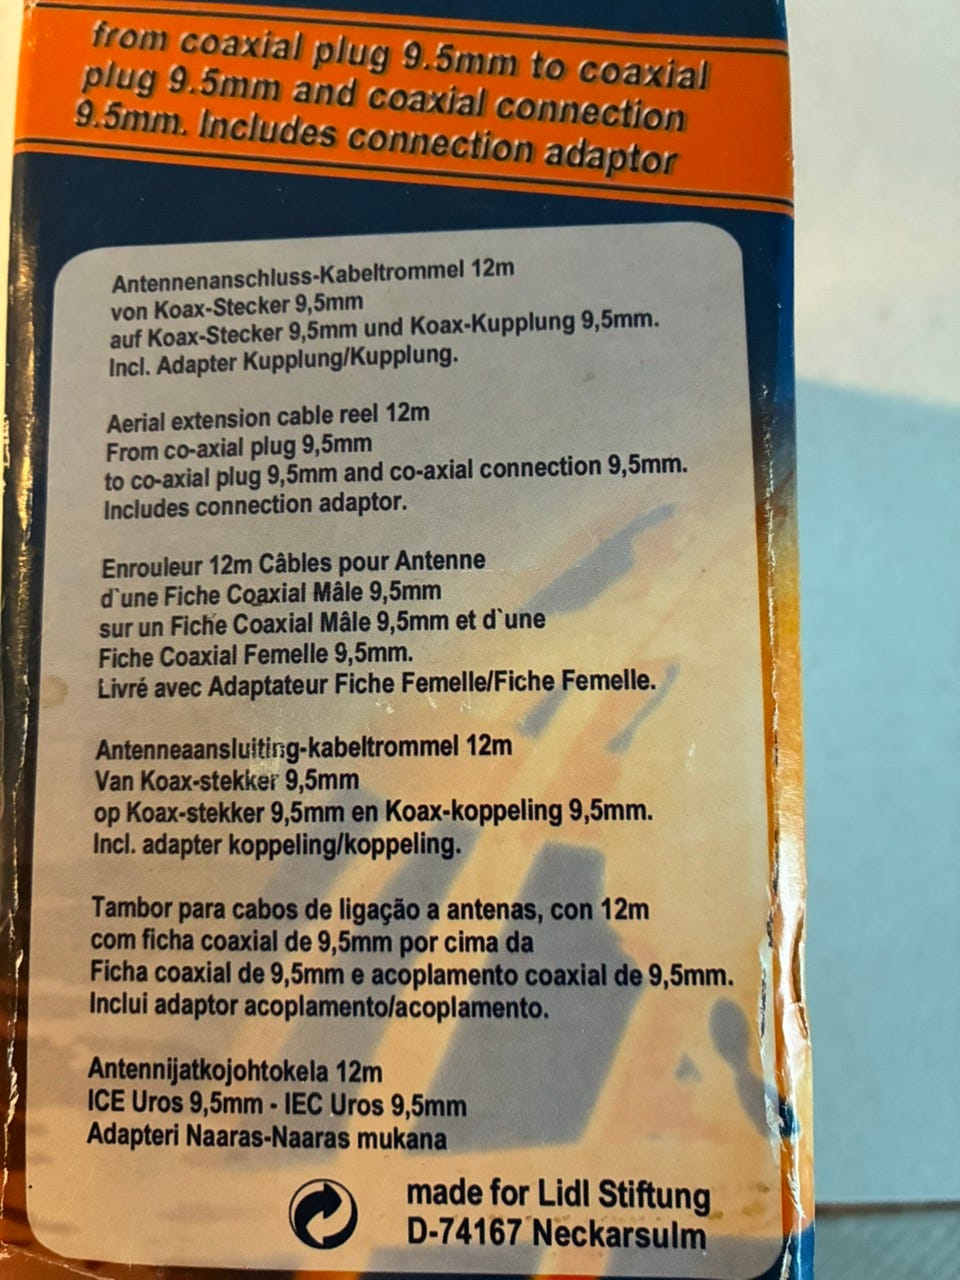 from coaxial plug 9.5mm to coaxial
plug 9.5mm and coaxial connection
9.5mm. Includes connection adaptor
Antennenanschluss-Kabeltrommel 12m
von Koax-Stecker 9,5mm
auf Koax-Stecker 9,5mm und Koax-Kupplung 9,5mm.
Incl. Adapter Kupplung/Kupplung.
Aerial extension cable reel 12m
From co-axial plug 9,5mm
to co-axial plug 9,5mm and co-axial connection 9,5mm.
Includes connection adaptor.
Enrouleur 12m Câbles pour Antenne
d`une Fiche Coaxial Mâle 9,5mm
sur un Fiche Coaxial Mâle 9,5mm et d`une
Fiche Coaxial Femelle 9,5mm.
Livré avec Adaptateur Fiche Femelle/Fiche Femelle.
Antenneaansluiting-kabeltrommel 12m
Van Koax-stekker 9,5mm
op Koax-stekker 9,5mm en Koax-koppeling 9,5mm.
Incl. adapter koppeling/koppeling.
Tambor para cabos de ligação a antenas, con 12m
com ficha coaxial de 9,5mm por cima da
Ficha coaxial de 9,5mm e acoplamento coaxial de 9,5mm.
Inclui adaptor acoplamento/acoplamento.
Antennijatkojohtokela 12m
ICE Uros 9,5mm - IEC Uros 9,5mm
Adapteri Naaras-Naaras mukana
made for Lidl Stiftung
D-74167 Neckarsulm